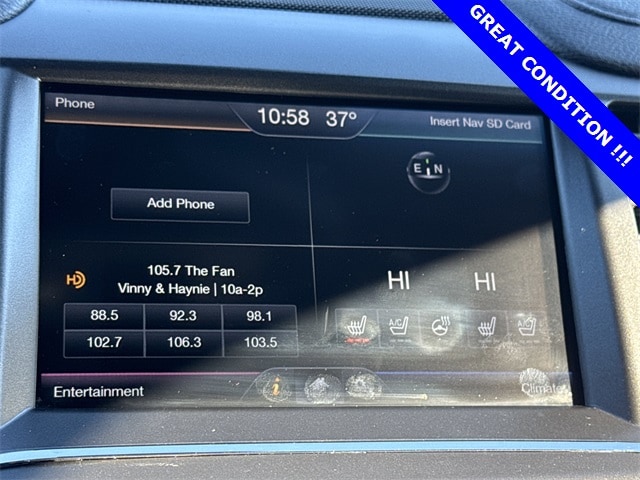 GREAT CONDITION !!!
Phone
10:58 37°
Insert Nav SD Card
E N
Add Phone
HD
105.7 The Fan
Vinny & Haynie | 10a-2p
HI HI
88.5 92.3 98.1
A/C A/C
102.7 106.3 103.5
Entertainment
i
Climate